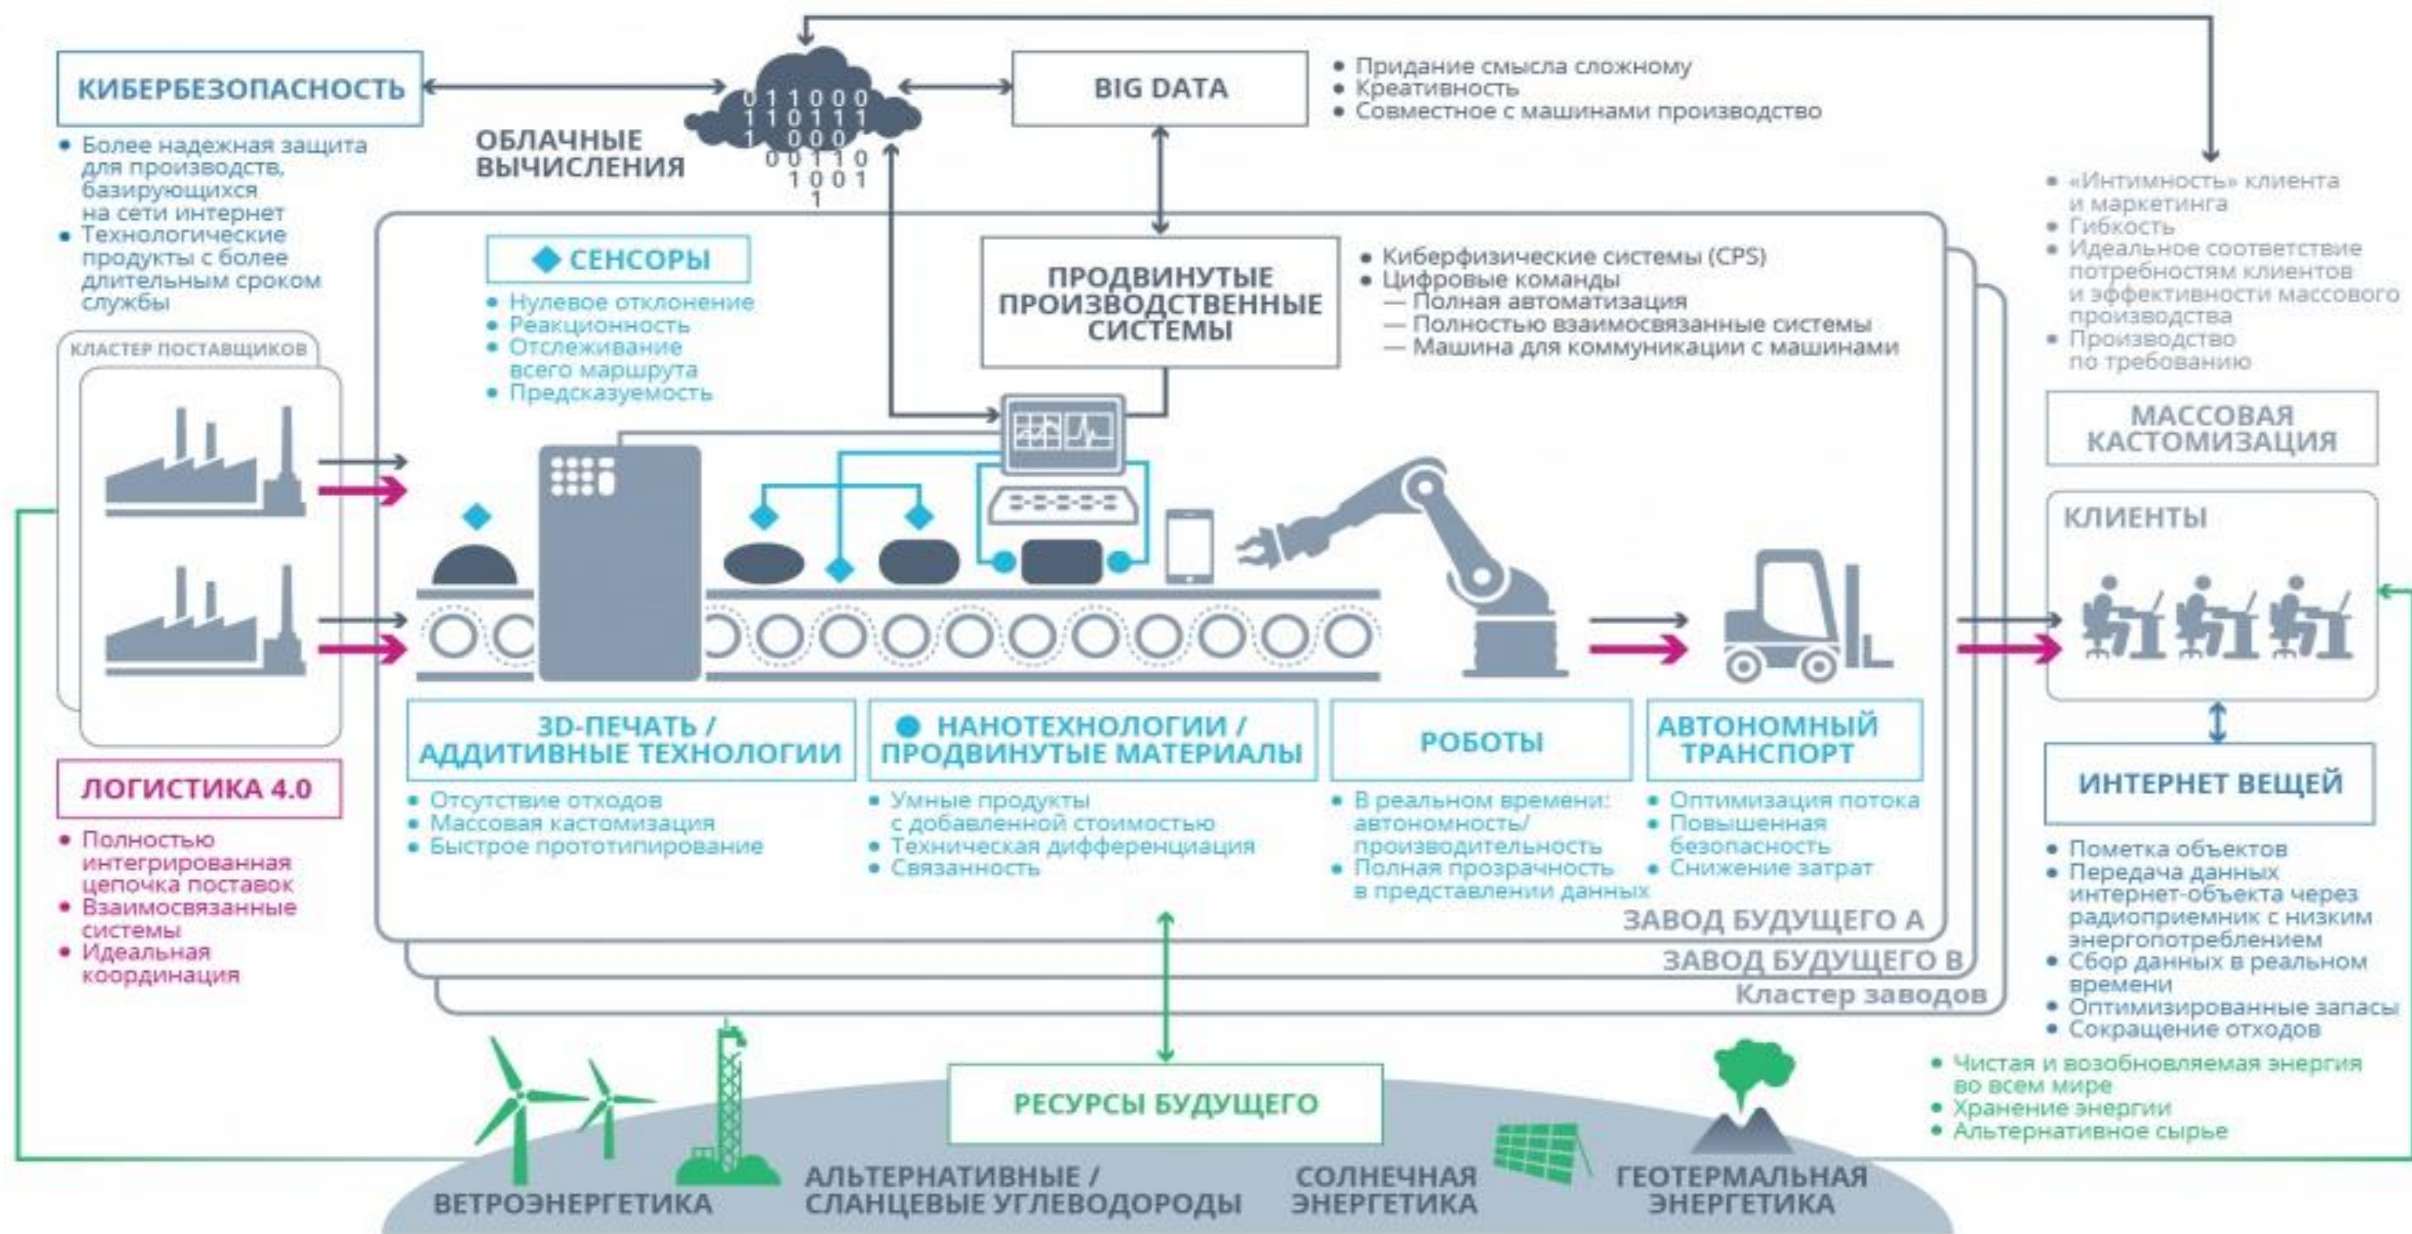 КИБЕРБЕЗОПАСНОСТЬ
• Более надежная защита
для производств,
базирующихся
на сети интернет
• Технологические
продукты с более
длительным сроком
службы
ОБЛАЧНЫЕ
ВЫЧИСЛЕНИЯ
0 1 1 0 0 0
1 1 0 1 1 1
1 0 0 0 1
0 0 1 1 0
1 0 0 1
1
BIG DATA
• Придание смысла сложному
• Креативность
• Совместное с машинами производство
• «Интимность» клиента
и маркетинга
• Гибкость
• Идеальное соответствие
потребностям клиентов
и эффективности массового
производства
• Производство
по требованию
МАССОВАЯ
КАСТОМИЗАЦИЯ
◆ СЕНСОРЫ
• Нулевое отклонение
• Реакционность
• Отслеживание
всего маршрута
• Предсказуемость
ПРОДВИНУТЫЕ
ПРОИЗВОДСТВЕННЫЕ
СИСТЕМЫ
• Киберфизические системы (CPS)
• Цифровые команды
— Полная автоматизация
— Полностью взаимосвязанные системы
— Машина для коммуникации с машинами
КЛАСТЕР ПОСТАВЩИКОВ
КЛИЕНТЫ
ЛОГИСТИКА 4.0
• Полностью
интегрированная
цепочка поставок
• Взаимосвязанные
системы
• Идеальная
координация
3D-ПЕЧАТЬ /
АДДИТИВНЫЕ ТЕХНОЛОГИИ
• Отсутствие отходов
• Массовая кастомизация
• Быстрое прототипирование
● НАНОТЕХНОЛОГИИ /
ПРОДВИНУТЫЕ МАТЕРИАЛЫ
• Умные продукты
с добавленной стоимостью
• Техническая дифференциация
• Связанность
РОБОТЫ
• В реальном времени:
автономность/
производительность
• Полная прозрачность
в представлении данных
АВТОНОМНЫЙ
ТРАНСПОРТ
• Оптимизация потока
• Повышенная
безопасность
• Снижение затрат
ЗАВОД БУДУЩЕГО А
ЗАВОД БУДУЩЕГО В
Кластер заводов
ИНТЕРНЕТ ВЕЩЕЙ
• Пометка объектов
• Передача данных
интернет-объекта через
радиоприемник с низким
энергопотреблением
• Сбор данных в реальном
времени
• Оптимизированные запасы
• Сокращение отходов
РЕСУРСЫ БУДУЩЕГО
• Чистая и возобновляемая энергия
во всем мире
• Хранение энергии
• Альтернативное сырье
ВЕТРОЭНЕРГЕТИКА
АЛЬТЕРНАТИВНЫЕ /
СЛАНЦЕВЫЕ УГЛЕВОДОРОДЫ
СОЛНЕЧНАЯ
ЭНЕРГЕТИКА
ГЕОТЕРМАЛЬНАЯ
ЭНЕРГЕТИКА